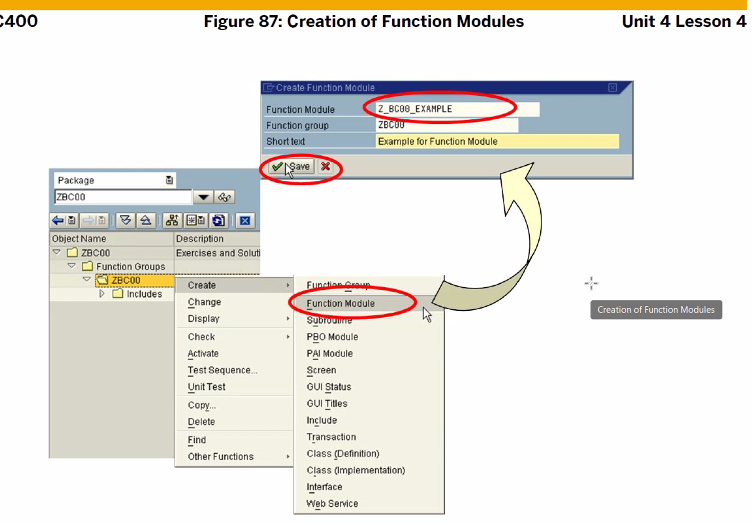 C400 Figure 87: Creation of Function Modules Unit 4 Lesson 4
Create Function Module
Function Module Z_BC00_EXAMPLE
Function group ZBC00
Short text Example for Function Module
Save
Package
ZBC00
Object Name Description
ZBC00 Exercises and Soluti
Function Groups
ZBC00
Includes
Create
Change
Display
Check
Activate
Test Sequence...
Unit Test
Copy...
Delete
Find
Other Functions
Function Group
Function Module
Subroutine
PBO Module
PAI Module
Screen
GUI Status
GUI Titles
Include
Transaction
Class (Definition)
Class (Implementation)
Interface
Web Service
Creation of Function Modules